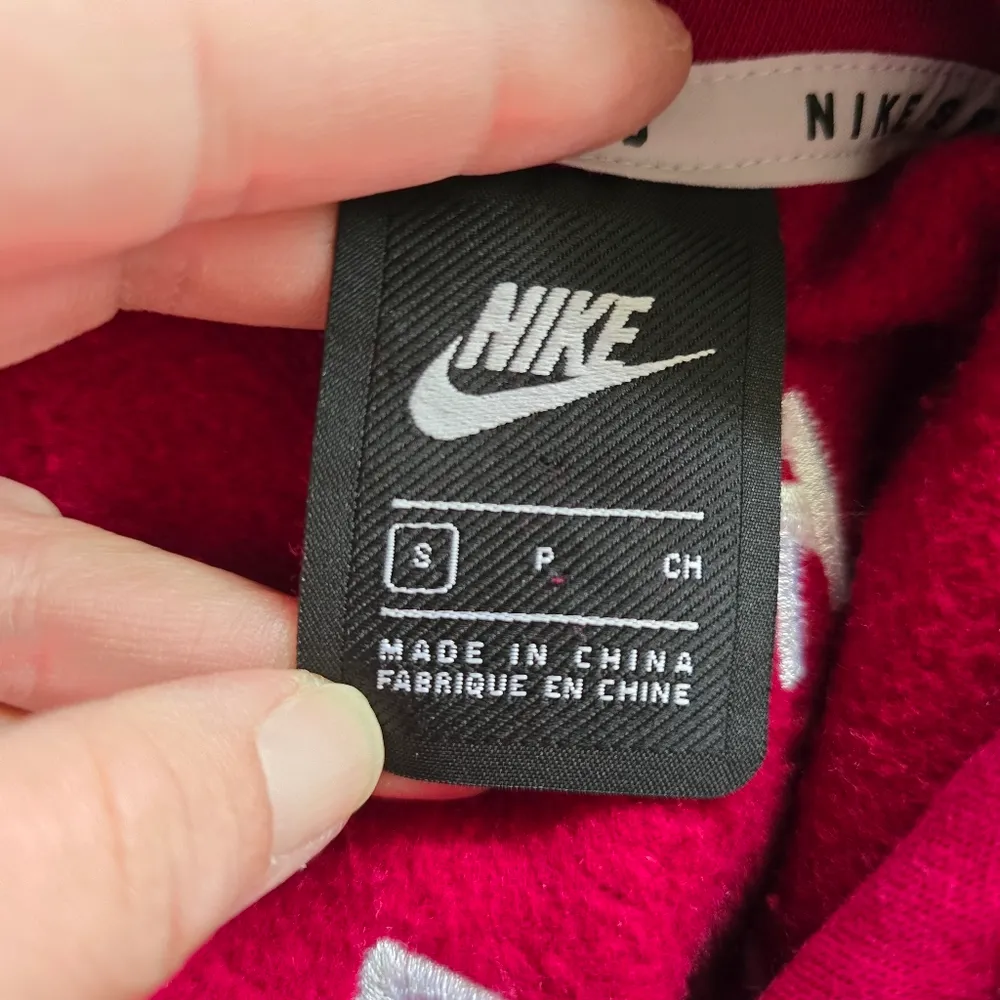 NIKE
NIKE
S P CH
MADE IN CHINA
FABRIQUE EN CHINE